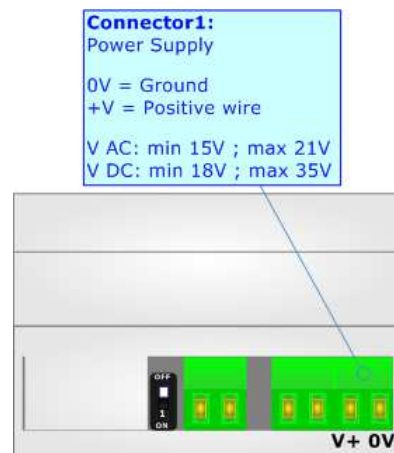 Connector1:
Power Supply
0V = Ground
+V = Positive wire
V AC: min 15V ; max 21V
V DC: min 18V ; max 35V
OFF
1
ON
V+ 0V